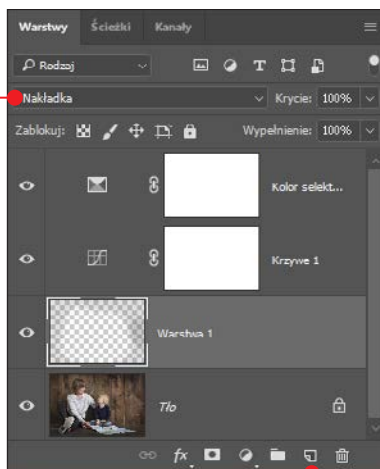 Warstwy Ścieżki Kanały
Rodzaj T
Nakładka Krycie: 100%
Zablokuj: Wypełnienie: 100%
Kolor selekt...
Krzywe 1
Warstwa 1
Tło
fx